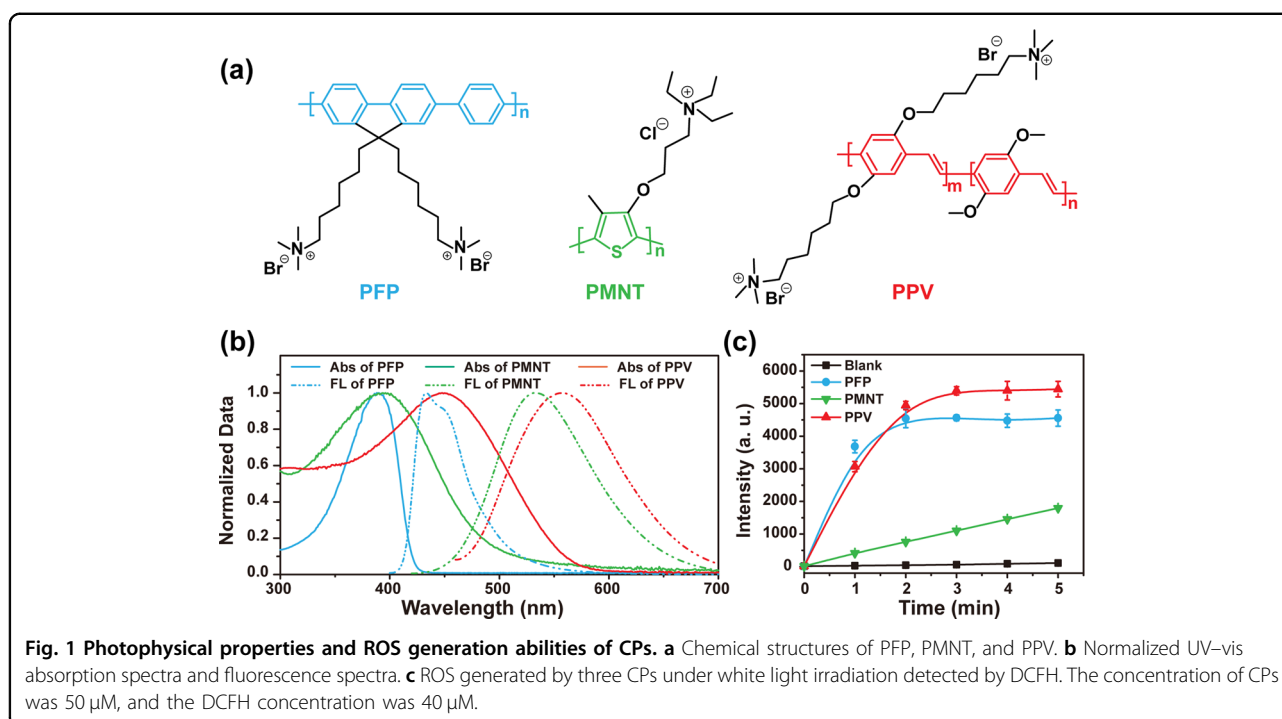 (a)
Br⊖
N⊕
N⊕
Cl⊖
O
O
O
n
n
m
n
O
O
S
N⊕
Br⊖
N⊕
Br⊖
N⊕
Br⊖
PFP
PMNT
PPV
(b)
Abs of PFP
Abs of PMNT
Abs of PPV
FL of PFP
FL of PMNT
FL of PPV
Normalized Data
1.0
0.8
0.6
0.4
0.2
0.0
300
400
500
600
700
Wavelength (nm)
(c)
Blank
PFP
PMNT
PPV
Intensity (a. u.)
6000
5000
4000
3000
2000
1000
0
0
1
2
3
4
5
Time (min)
Fig. 1 Photophysical properties and ROS generation abilities of CPs. a Chemical structures of PFP, PMNT, and PPV. b Normalized UV–vis
absorption spectra and fluorescence spectra. c ROS generated by three CPs under white light irradiation detected by DCFH. The concentration of CPs
was 50 μM, and the DCFH concentration was 40 μM.